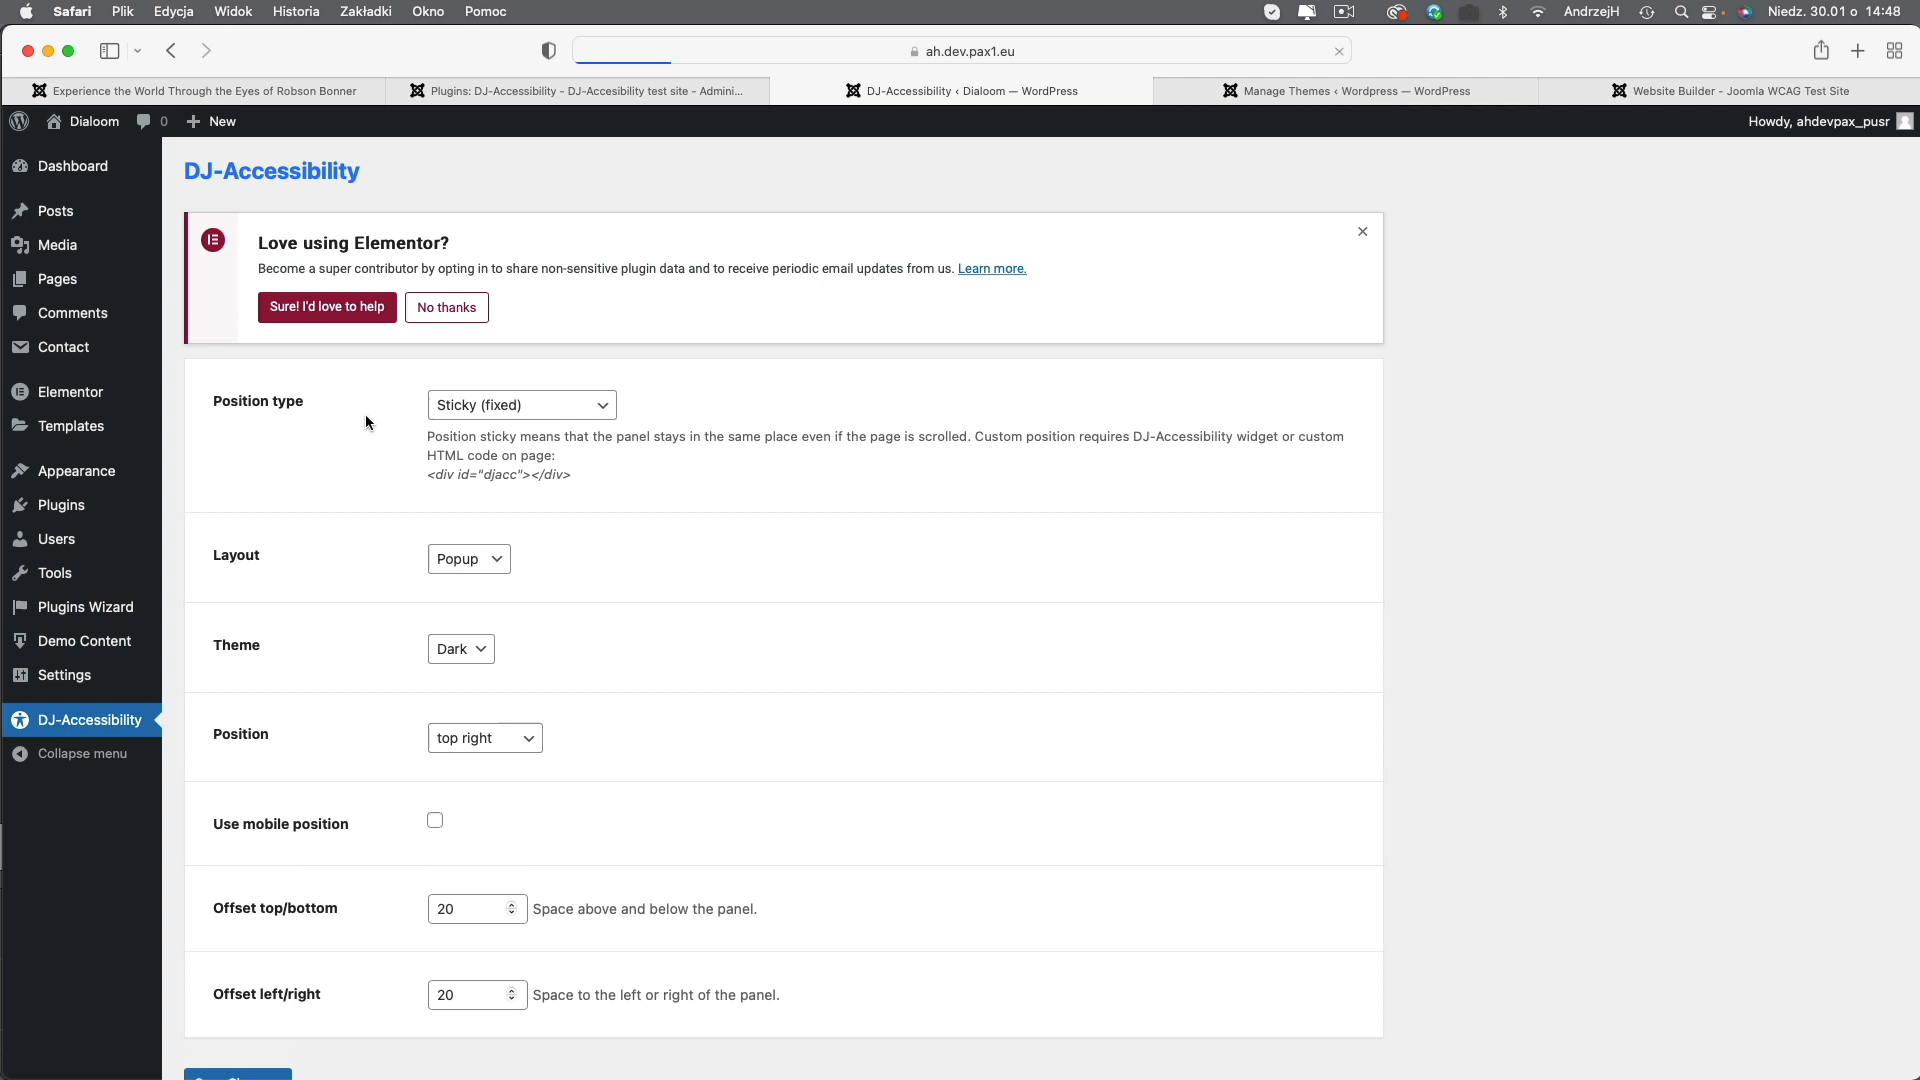 Safari Plik Edycja Widok Historia Zakładki Okno Pomoc AndrzejH Niedz. 30.01 o 14:48
ah.dev.pax1.eu
Experience the World Through the Eyes of Robson Bonner
Plugins: DJ-Accessibility - DJ-Accesibility test site - Admini...
DJ-Accessibility ‹ Dialoom — WordPress
Manage Themes ‹ Wordpress — WordPress
Website Builder - Joomla WCAG Test Site
Dialoom 0 New Howdy, ahdevpax_pusr
Dashboard
Posts
Media
Pages
Comments
Contact
Elementor
Templates
Appearance
Plugins
Users
Tools
Plugins Wizard
Demo Content
Settings
DJ-Accessibility
Collapse menu
DJ-Accessibility
Love using Elementor?
Become a super contributor by opting in to share non-sensitive plugin data and to receive periodic email updates from us. Learn more.
Sure! I'd love to help No thanks
Position type Sticky (fixed)
Position sticky means that the panel stays in the same place even if the page is scrolled. Custom position requires DJ-Accessibility widget or custom
HTML code on page:
<div id="djacc"></div>
Layout Popup
Theme Dark
Position top right
Use mobile position
Offset top/bottom 20 Space above and below the panel.
Offset left/right 20 Space to the left or right of the panel.